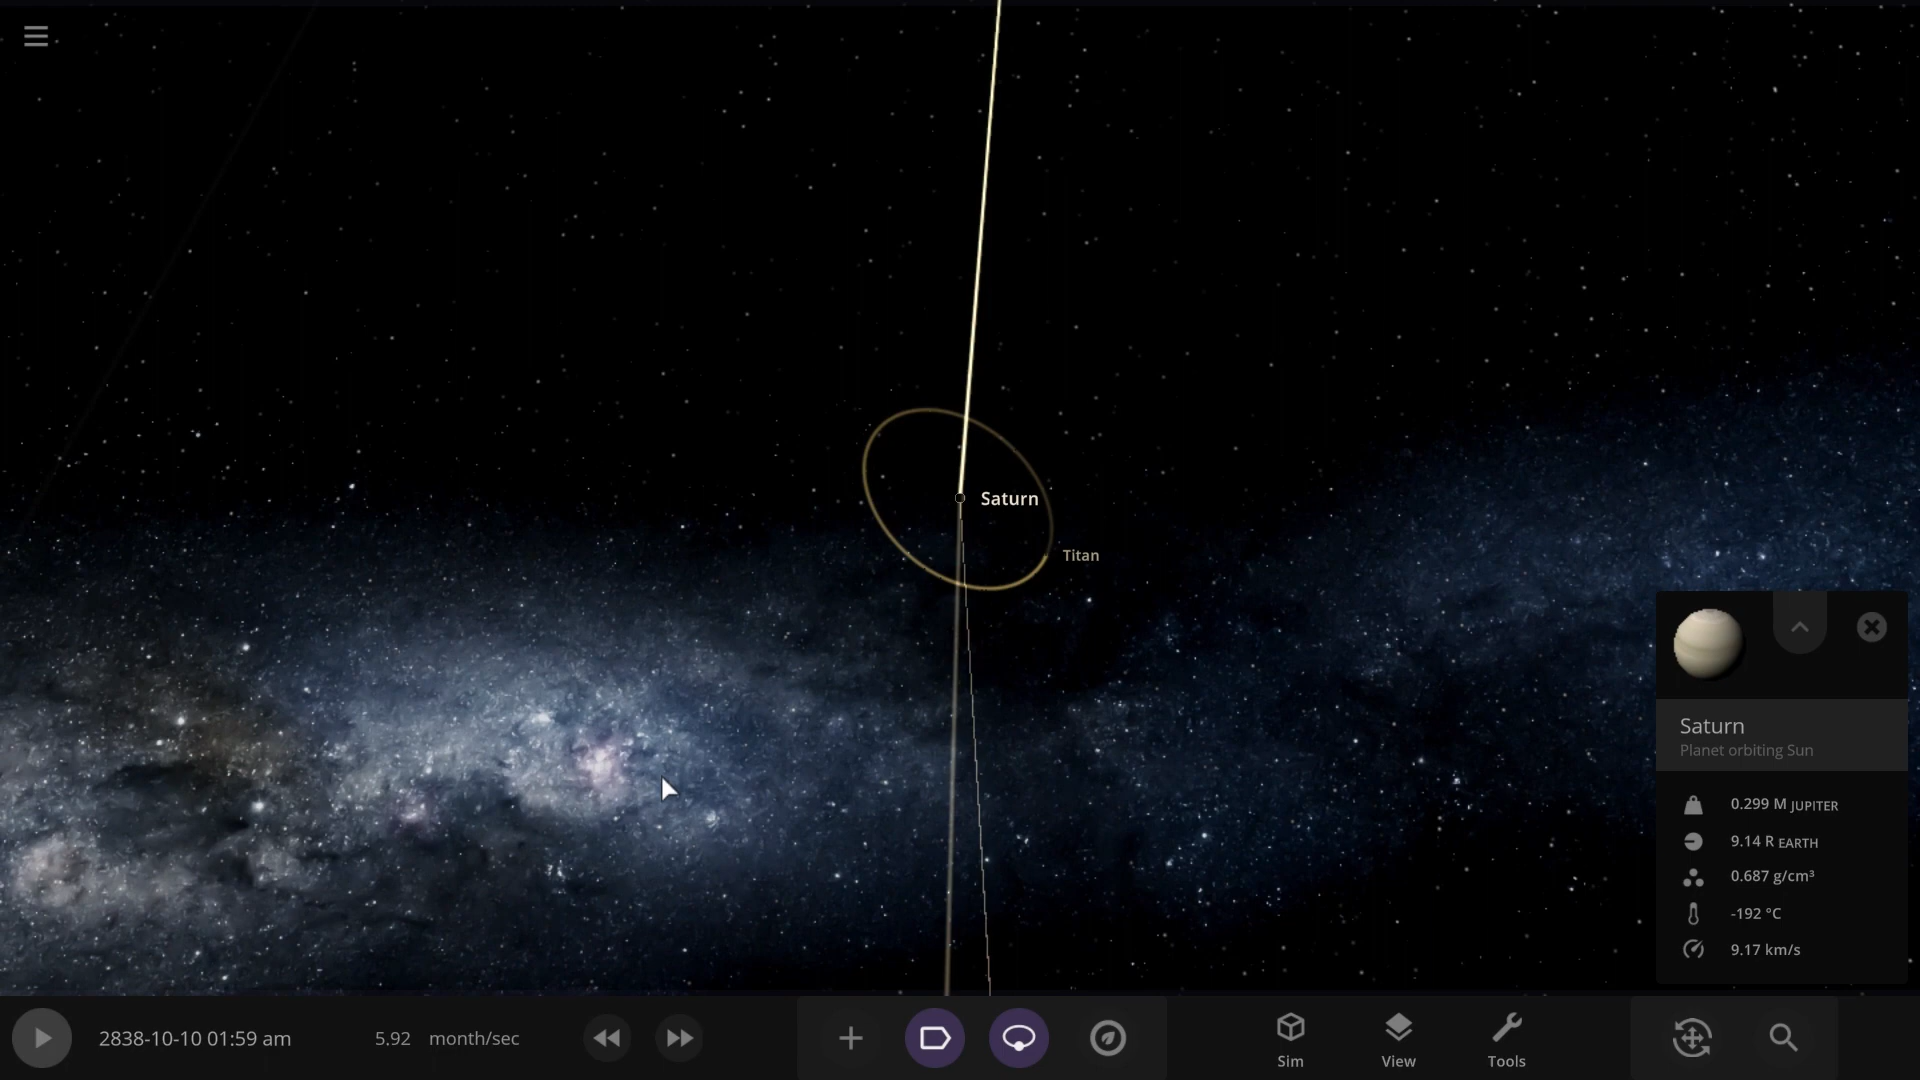 Saturn
Titan
Saturn
Planet orbiting Sun
0.299 M JUPITER
9.14 R EARTH
0.687 g/cm³
-192 °C
9.17 km/s
2838-10-10 01:59 am
5.92 month/sec
Sim
View
Tools